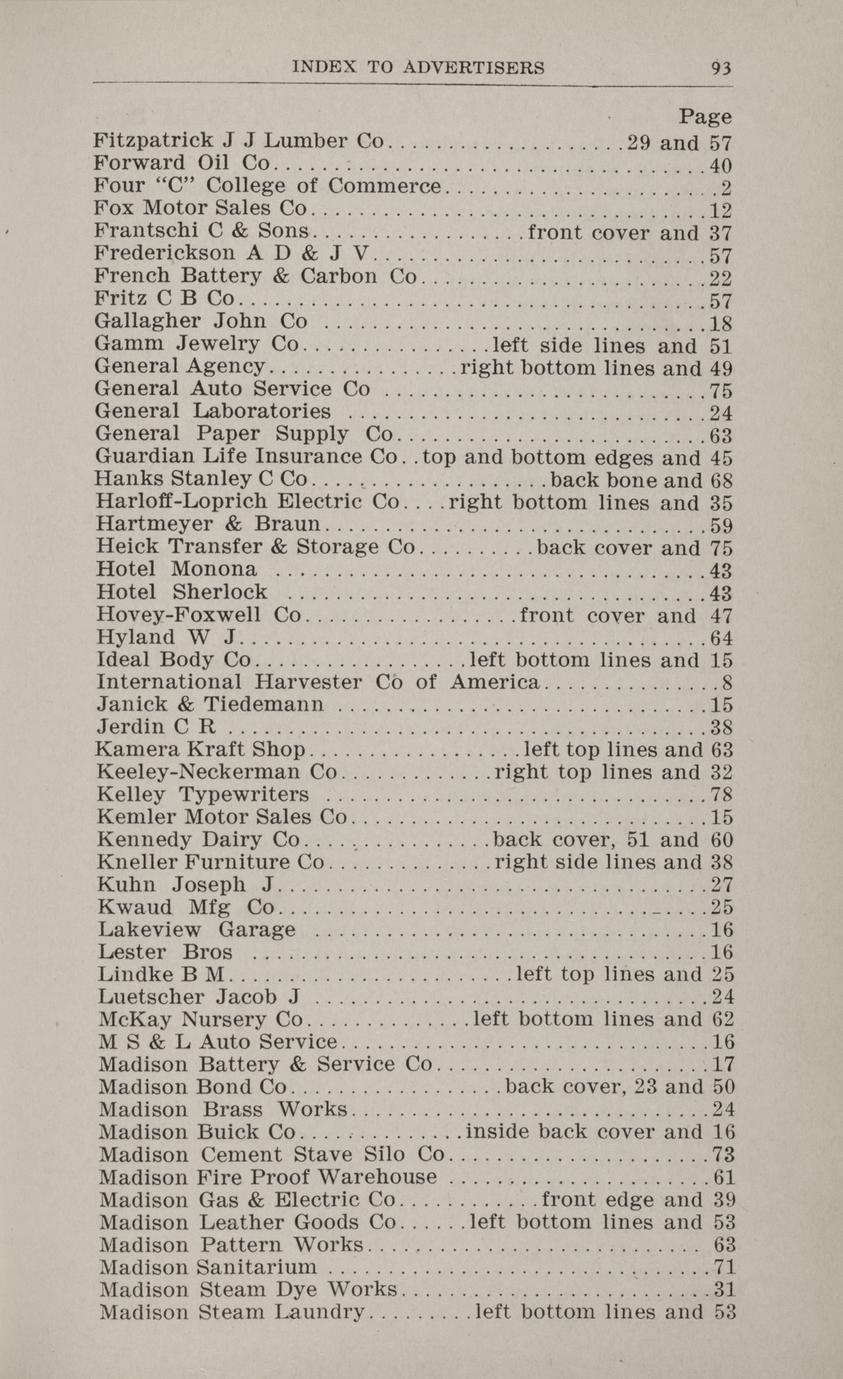 INDEX TO ADVERTISERS 93
Page
Fitzpatrick J J Lumber Co....................29 and 57
Forward Oil Co....................................40
Four “C” College of Commerce.......................2
Fox Motor Sales Co.................................12
Frantschi C & Sons..................front cover and 37
Frederickson A D & J V............................57
French Battery & Carbon Co........................22
Fritz C B Co.......................................57
Gallagher John Co ................................18
Gamm Jewelry Co................left side lines and 51
General Agency................right bottom lines and 49
General Auto Service Co ...........................75
General Laboratories ..............................24
General Paper Supply Co..........................63
Guardian Life Insurance Co..top and bottom edges and 45
Hanks Stanley C Co....................back bone and 68
Harloff-Loprich Electric Co....right bottom lines and 35
Hartmeyer & Braun................................59
Heick Transfer & Storage Co..........back cover and 75
Hotel Monona ....................................43
Hotel Sherlock ...................................43
Hovey-Foxwell Co..................front cover and 47
Hyland W J.......................................64
Ideal Body Co..................left bottom lines and 15
International Harvester Co of America...............8
Janick & Tiedemann ...............................15
Jerdin C R ........................................38
Kamera Kraft Shop..................left top lines and 63
Keeley-Neckerman Co.............right top lines and 32
Kelley Typewriters ................................78
Kemler Motor Sales Co..............................15
Kennedy Dairy Co................back cover, 51 and 60
Kneller Furniture Co..............right side lines and 38
Kuhn Joseph J....................................27
Kwaud Mfg Co....................................25
Lakeview Garage .................................16
Lester Bros ......................................16
Lindke B M........................left top lines and 25
Luetscher Jacob J .................................24
McKay Nursery Co..............left bottom lines and 62
M S & L Auto Service...............................16
Madison Battery & Service Co.......................17
Madison Bond Co..................back cover, 23 and 50
Madison Brass Works..............................24
Madison Buick Co..............inside back cover and 16
Madison Cement Stave Silo Co......................73
Madison Fire Proof Warehouse ......................61
Madison Gas & Electric Co............front edge and 39
Madison Leather Goods Co......left bottom lines and 53
Madison Pattern Works............................ 63
Madison Sanitarium ................................71
Madison Steam Dye Works..........................31
Madison Steam Laundry.........left bottom lines and 53